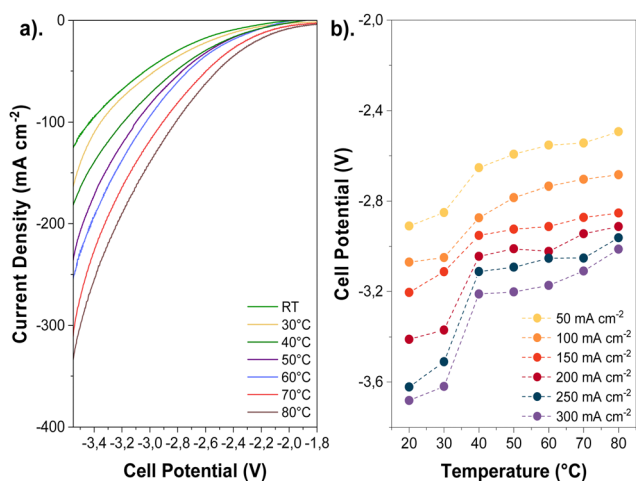 a).
0
-50
-100
-200
-300
-400
Current Density (mA cm-2)
-3,4
-3,2
-3,0
-2,8
-2,6
-2,4
-2,2
-2,0
-1,8
Cell Potential (V)
RT
30°C
40°C
50°C
60°C
70°C
80°C
b).
-2,0
-2,4
-2,8
-3,2
-3,6
Cell Potential (V)
20
30
40
50
60
70
80
Temperature (°C)
50 mA cm-2
100 mA cm-2
150 mA cm-2
200 mA cm-2
250 mA cm-2
300 mA cm-2